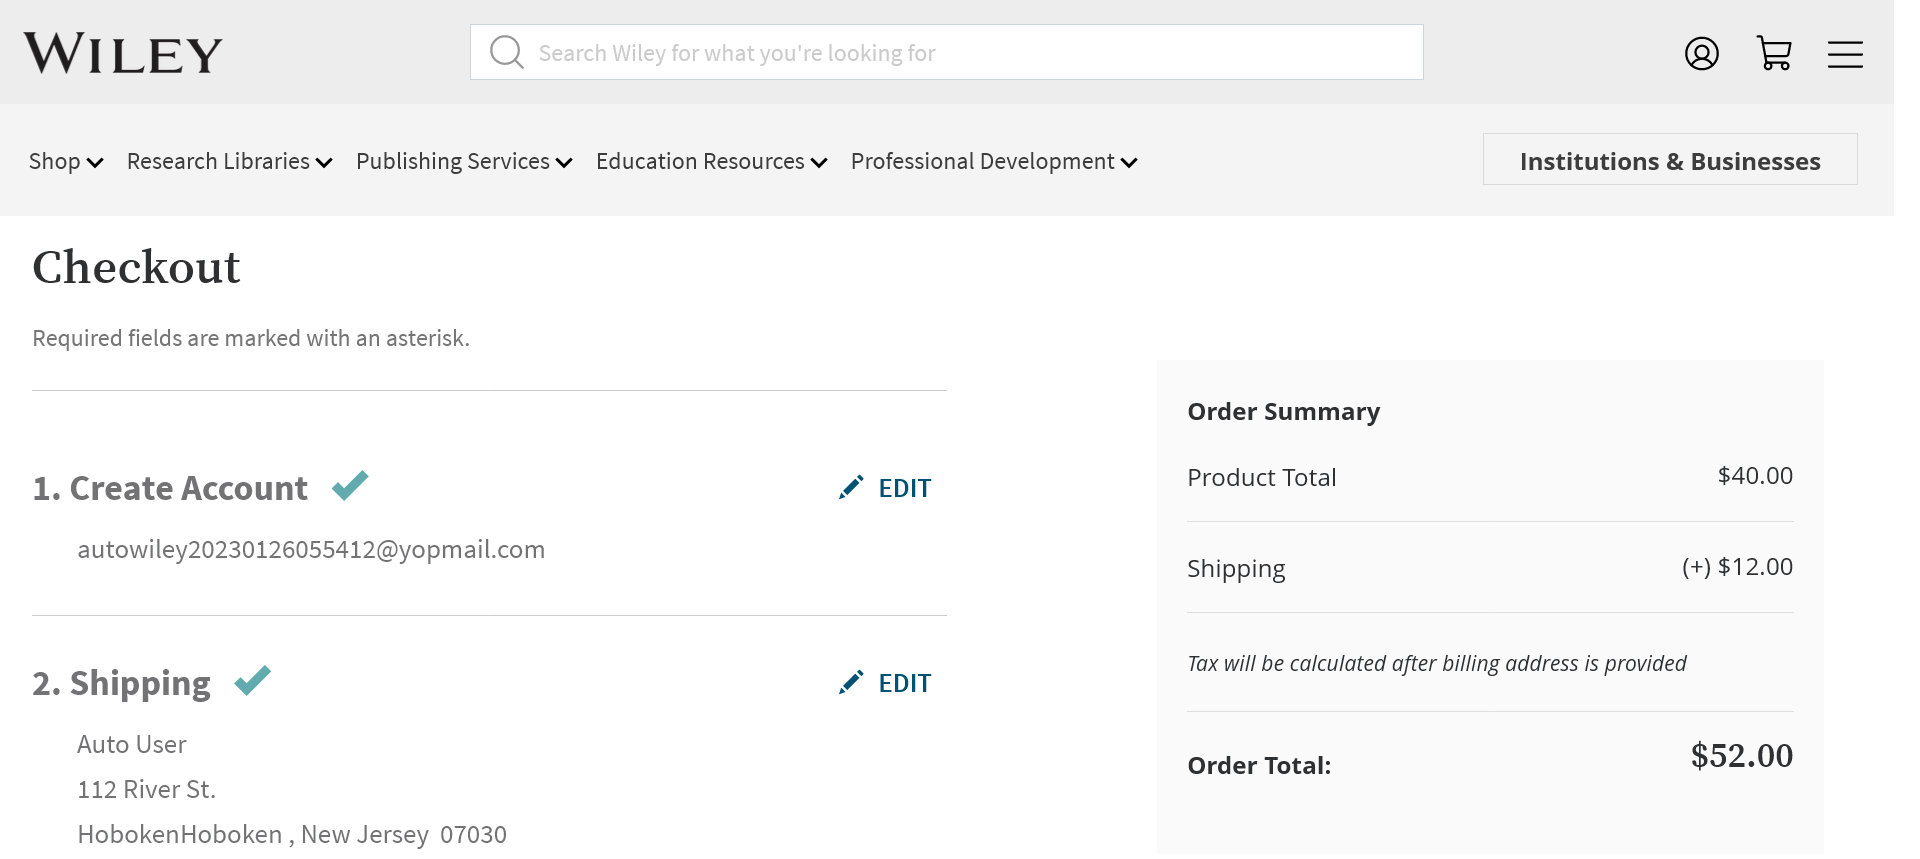 WILEY
Search Wiley for what you're looking for
Shop Research Libraries Publishing Services Education Resources Professional Development Institutions & Businesses
Checkout
Required fields are marked with an asterisk.
1. Create Account EDIT
autowiley20230126055412@yopmail.com
2. Shipping EDIT
Auto User
112 River St.
HobokenHoboken , New Jersey 07030
Order Summary
Product Total $40.00
Shipping (+) $12.00
Tax will be calculated after billing address is provided
Order Total: $52.00